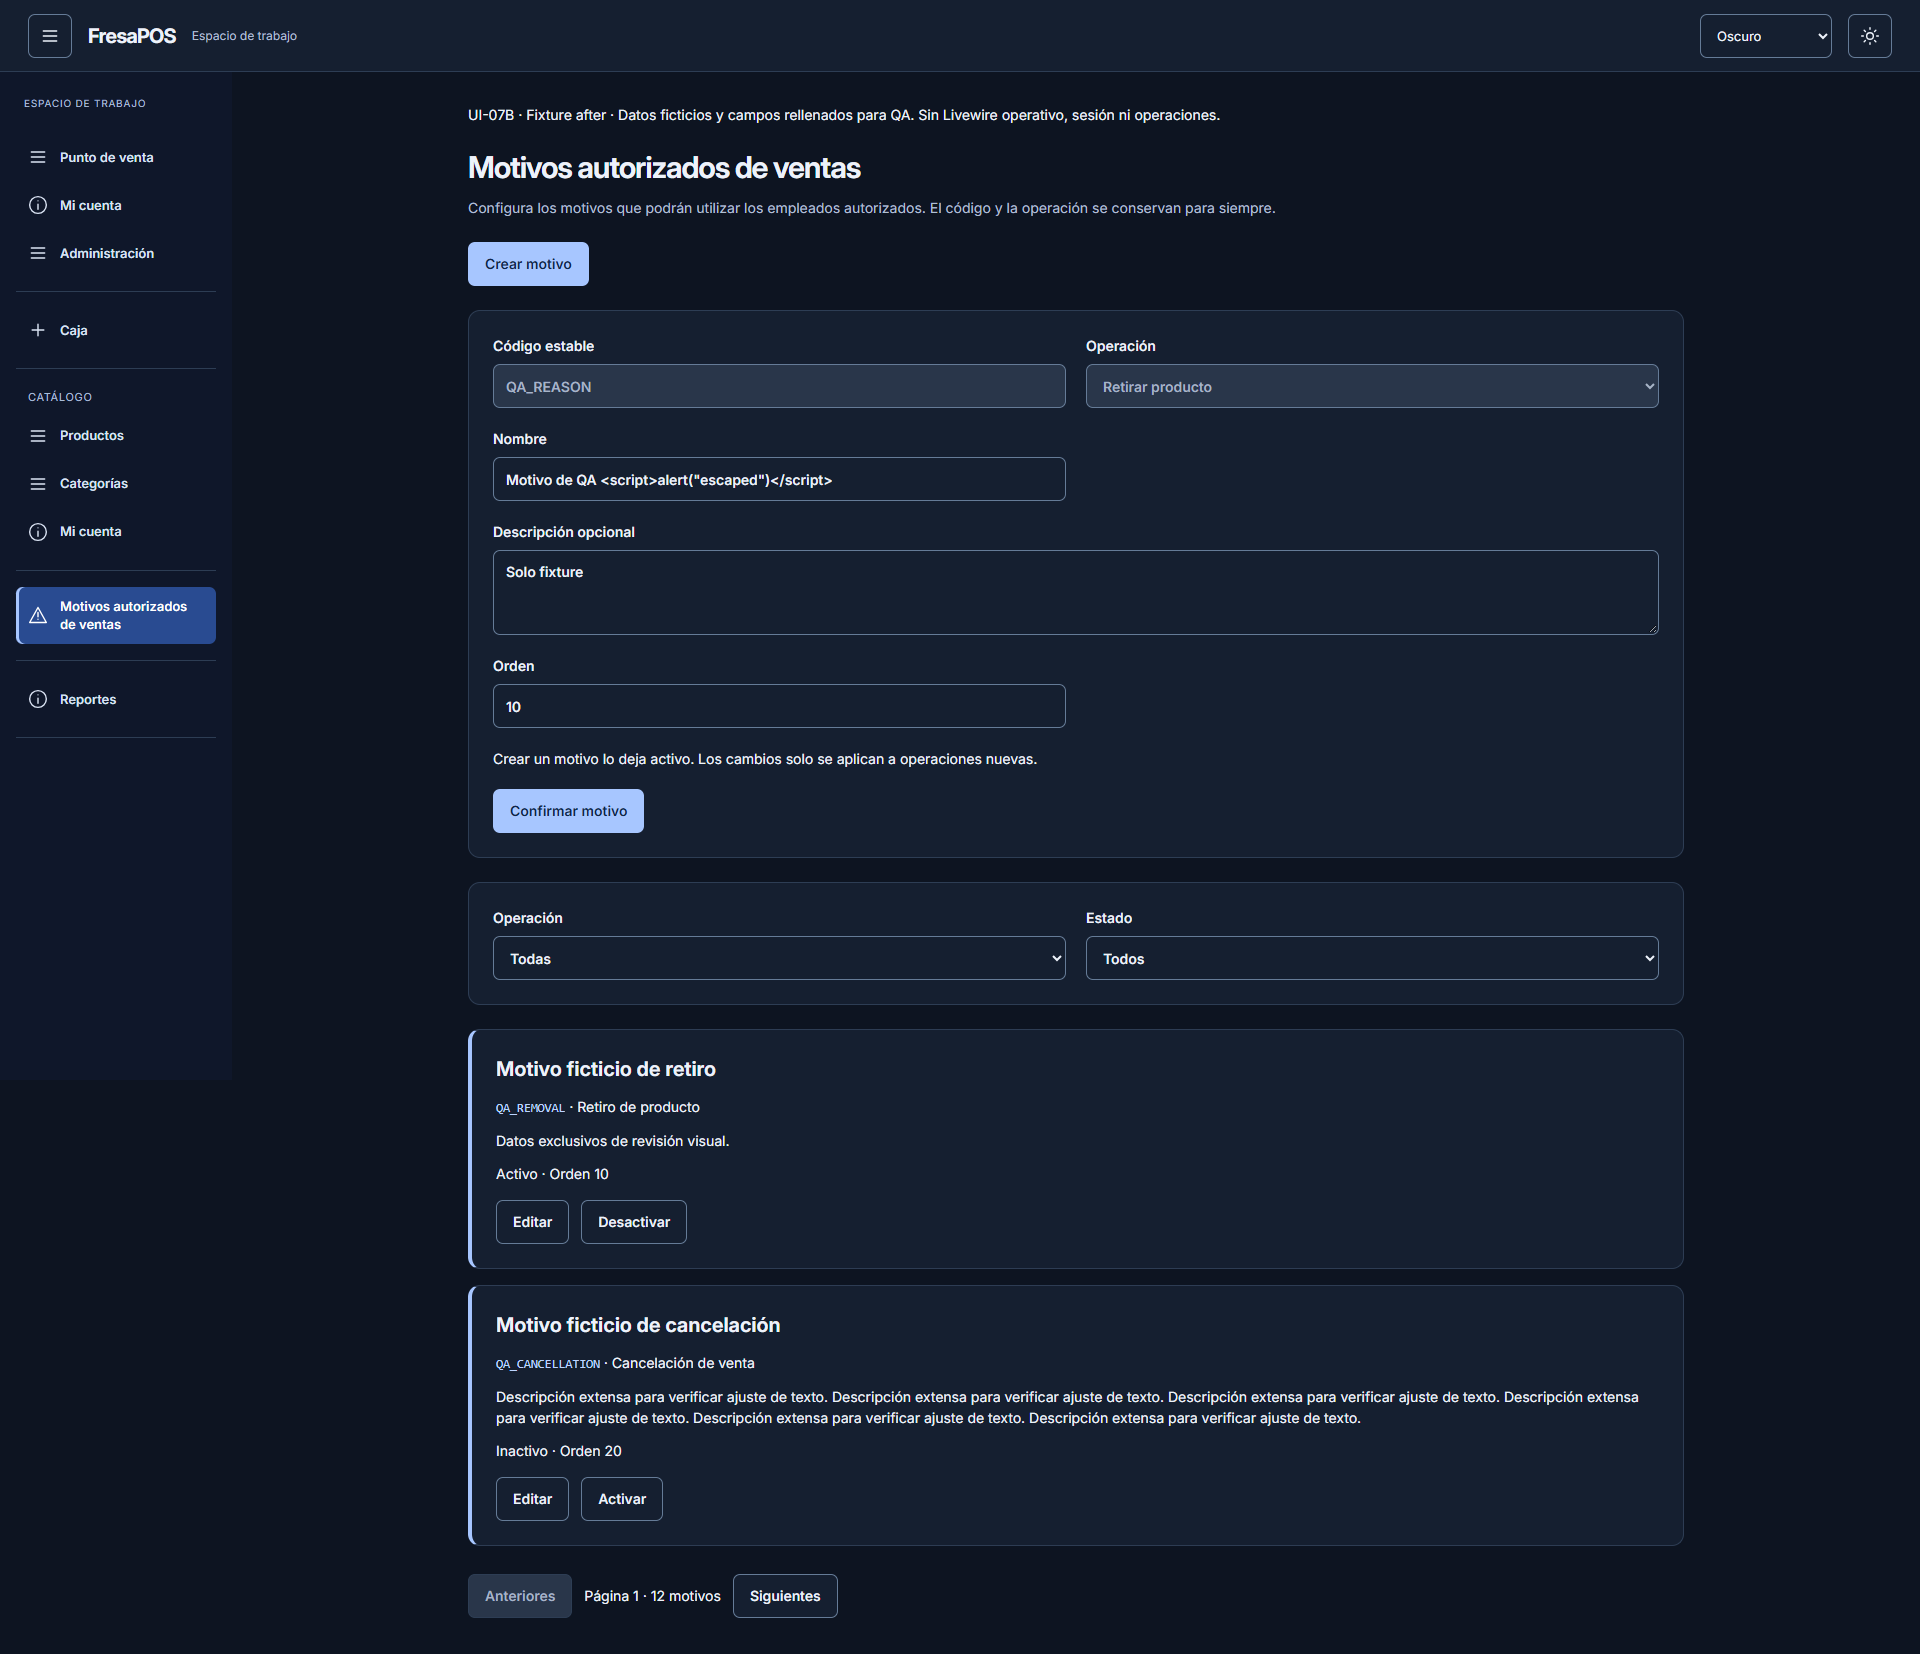 FresaPOS
Espacio de trabajo
Oscuro
ESPACIO DE TRABAJO
Punto de venta
Mi cuenta
Administración
Caja
CATÁLOGO
Productos
Categorías
Mi cuenta
Motivos autorizados
de ventas
Reportes
UI-07B · Fixture after · Datos ficticios y campos rellenados para QA. Sin Livewire operativo, sesión ni operaciones.
Motivos autorizados de ventas
Configura los motivos que podrán utilizar los empleados autorizados. El código y la operación se conservan para siempre.
Crear motivo
Código estable
Operación
QA_REASON
Retirar producto
Nombre
Motivo de QA <script>alert("escaped")</script>
Descripción opcional
Solo fixture
Orden
10
Crear un motivo lo deja activo. Los cambios solo se aplican a operaciones nuevas.
Confirmar motivo
Operación
Estado
Todas
Todos
Motivo ficticio de retiro
QA_REMOVAL · Retiro de producto
Datos exclusivos de revisión visual.
Activo · Orden 10
Editar
Desactivar
Motivo ficticio de cancelación
QA_CANCELLATION · Cancelación de venta
Descripción extensa para verificar ajuste de texto. Descripción extensa para verificar ajuste de texto. Descripción extensa para verificar ajuste de texto. Descripción extensa
para verificar ajuste de texto. Descripción extensa para verificar ajuste de texto. Descripción extensa para verificar ajuste de texto.
Inactivo · Orden 20
Editar
Activar
Anteriores
Página 1 · 12 motivos
Siguientes